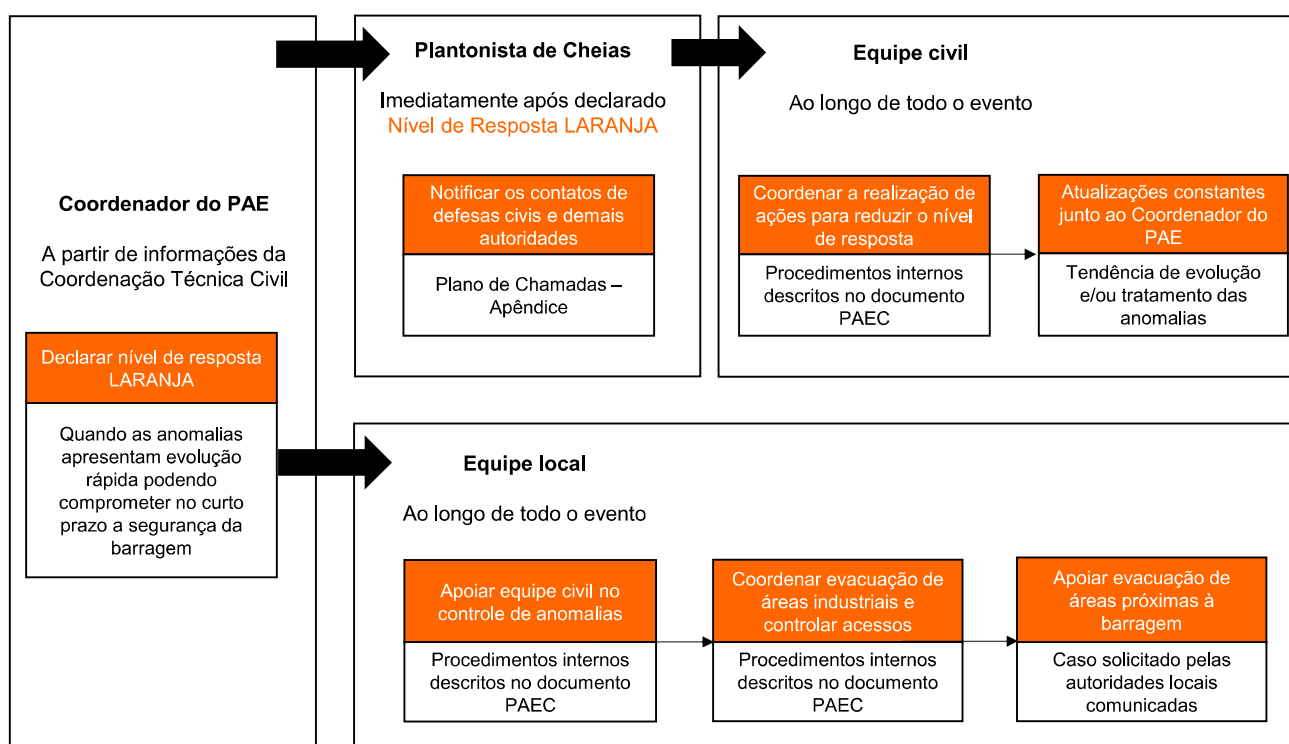 Coordenador do PAE
A partir de informações da
Coordenação Técnica Civil
Declarar nível de resposta
LARANJA
Quando as anomalias
apresentam evolução
rápida podendo
comprometer no curto
prazo a segurança da
barragem
Plantonista de Cheias
Imediatamente após declarado
Nível de Resposta LARANJA
Notificar os contatos de
defesas civis e demais
autoridades
Plano de Chamadas –
Apêndice
Equipe civil
Ao longo de todo o evento
Coordenar a realização de
ações para reduzir o nível
de resposta
Procedimentos internos
descritos no documento
PAEC
Atualizações constantes
junto ao Coordenador do
PAE
Tendência de evolução
e/ou tratamento das
anomalias
Equipe local
Ao longo de todo o evento
Apoiar equipe civil no
controle de anomalias
Procedimentos internos
descritos no documento
PAEC
Coordenar evacuação de
áreas industriais e
controlar acessos
Procedimentos internos
descritos no documento
PAEC
Apoiar evacuação de
áreas próximas à
barragem
Caso solicitado pelas
autoridades locais
comunicadas